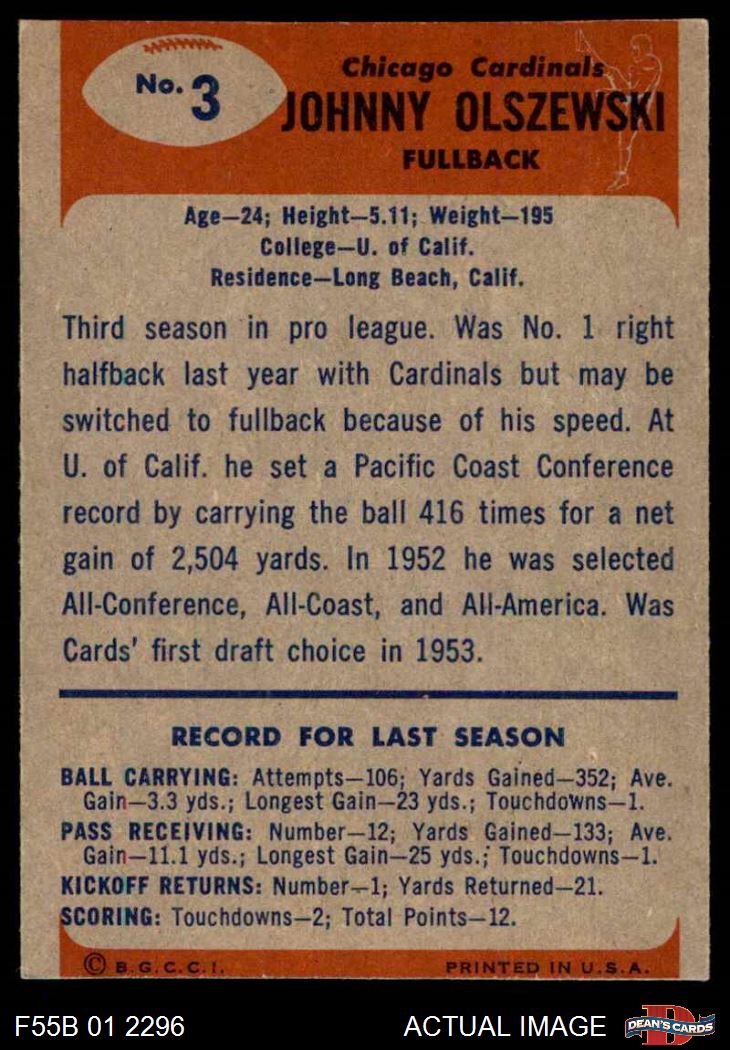 No. 3
Chicago Cardinals
JOHNNY OLSZEWSKI
FULLBACK
Age—24; Height—5.11; Weight—195
College—U. of Calif.
Residence—Long Beach, Calif.
Third season in pro league. Was No. 1 right
halfback last year with Cardinals but may be
switched to fullback because of his speed. At
U. of Calif. he set a Pacific Coast Conference
record by carrying the ball 416 times for a net
gain of 2,504 yards. In 1952 he was selected
All-Conference, All-Coast, and All-America. Was
Cards' first draft choice in 1953.
RECORD FOR LAST SEASON
BALL CARRYING: Attempts—106; Yards Gained—352; Ave.
Gain—3.3 yds.; Longest Gain—23 yds.; Touchdowns—1.
PASS RECEIVING: Number—12; Yards Gained—133; Ave.
Gain—11.1 yds.; Longest Gain—25 yds.; Touchdowns—1.
KICKOFF RETURNS: Number—1; Yards Returned—21.
SCORING: Touchdowns—2; Total Points—12.
© B.G.C.C.I. PRINTED IN U.S.A.
F55B 01 2296 ACTUAL IMAGE D DEAN'S CARDS